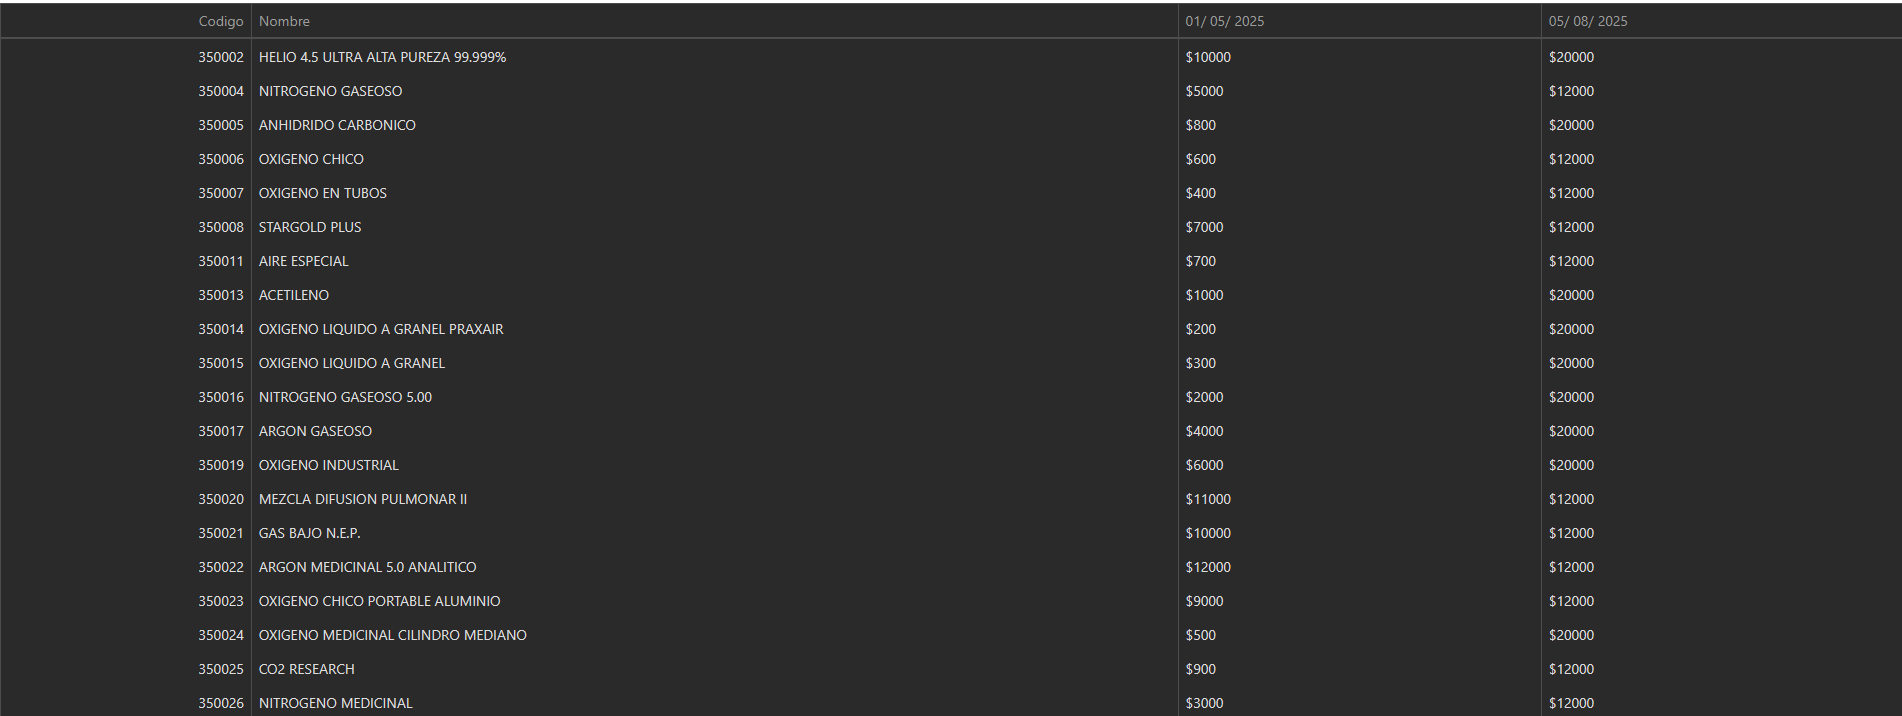 Codigo Nombre 01/ 05/ 2025 05/ 08/ 2025
350002 HELIO 4.5 ULTRA ALTA PUREZA 99.999% $10000 $20000
350004 NITROGENO GASEOSO $5000 $12000
350005 ANHIDRIDO CARBONICO $800 $20000
350006 OXIGENO CHICO $600 $12000
350007 OXIGENO EN TUBOS $400 $12000
350008 STARGOLD PLUS $7000 $12000
350011 AIRE ESPECIAL $700 $12000
350013 ACETILENO $1000 $20000
350014 OXIGENO LIQUIDO A GRANEL PRAXAIR $200 $20000
350015 OXIGENO LIQUIDO A GRANEL $300 $20000
350016 NITROGENO GASEOSO 5.00 $2000 $20000
350017 ARGON GASEOSO $4000 $20000
350019 OXIGENO INDUSTRIAL $6000 $20000
350020 MEZCLA DIFUSION PULMONAR II $11000 $12000
350021 GAS BAJO N.E.P. $10000 $12000
350022 ARGON MEDICINAL 5.0 ANALITICO $12000 $12000
350023 OXIGENO CHICO PORTABLE ALUMINIO $9000 $12000
350024 OXIGENO MEDICINAL CILINDRO MEDIANO $500 $20000
350025 CO2 RESEARCH $900 $12000
350026 NITROGENO MEDICINAL $3000 $12000